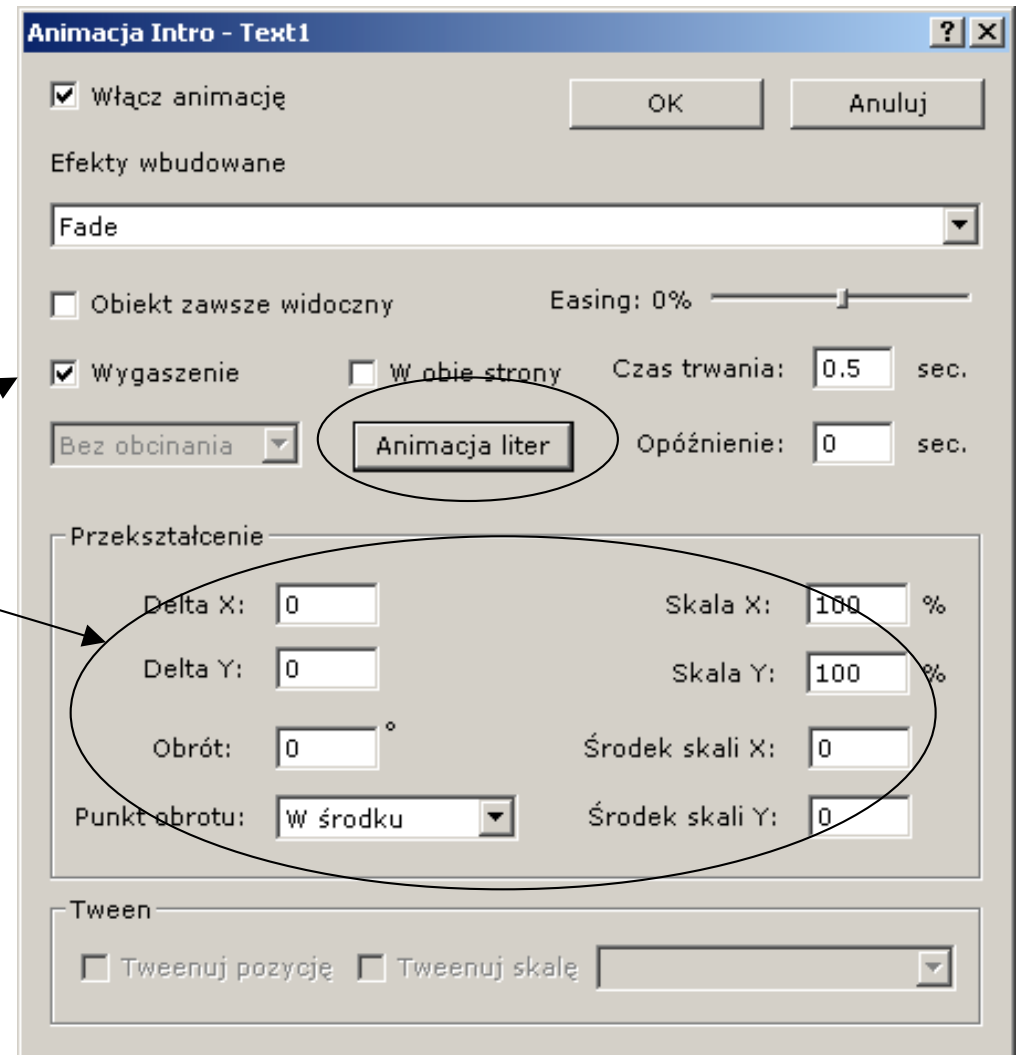 Animacja Intro - Text1
Włącz animację OK Anuluj
Efekty wbudowane
Fade
Obiekt zawsze widoczny Easing: 0%
Wygaszenie W obie strony Czas trwania: 0.5 sec.
Bez obcinania Animacja liter Opóźnienie: 0 sec.
Przekształcenie
Delta X: 0 Skala X: 100 %
Delta Y: 0 Skala Y: 100 %
Obrót: 0 ° Środek skali X: 0
Punkt obrotu: W środku Środek skali Y: 0
Tween
Tweenuj pozycję Tweenuj skalę